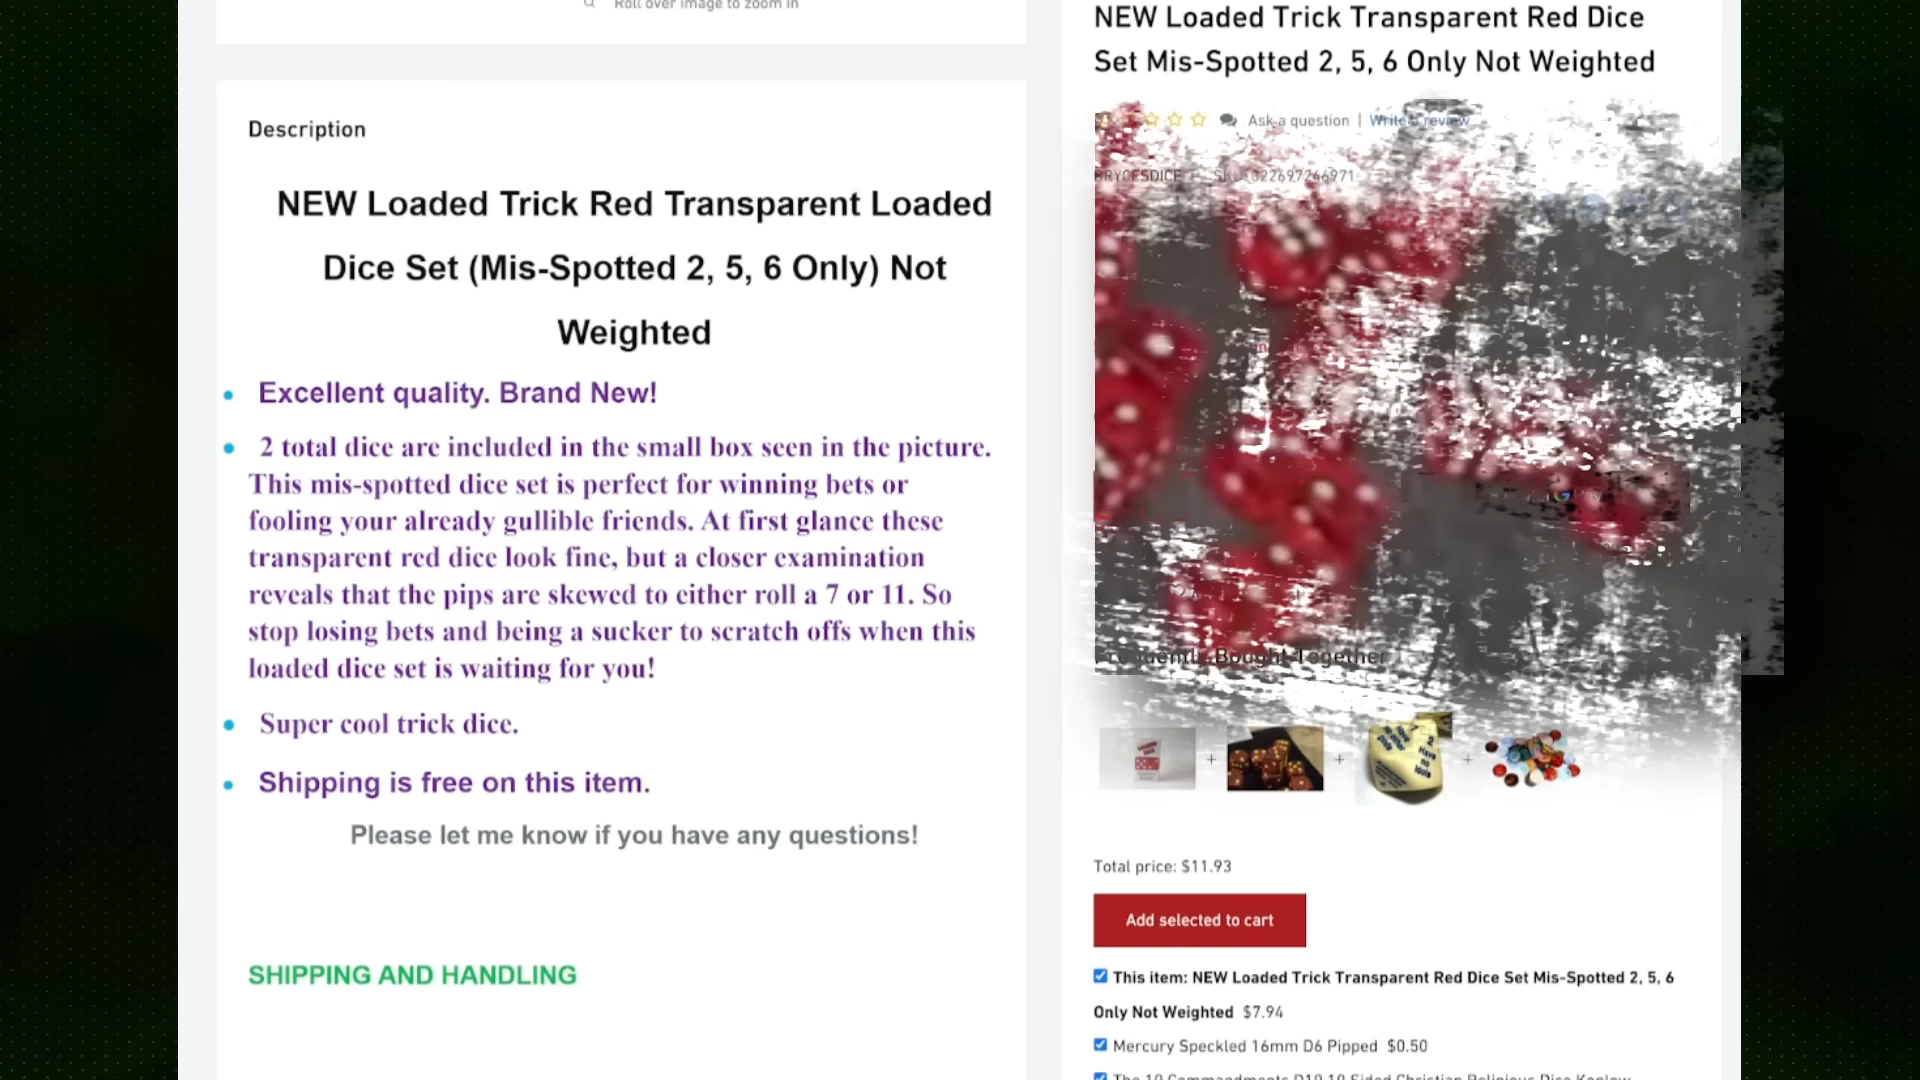 Roll over image to zoom in
Description
NEW Loaded Trick Red Transparent Loaded
Dice Set (Mis-Spotted 2, 5, 6 Only) Not
Weighted
Excellent quality. Brand New!
2 total dice are included in the small box seen in the picture.
This mis-spotted dice set is perfect for winning bets or
fooling your already gullible friends. At first glance these
transparent red dice look fine, but a closer examination
reveals that the pips are skewed to either roll a 7 or 11. So
stop losing bets and being a sucker to scratch offs when this
loaded dice set is waiting for you!
Super cool trick dice.
Shipping is free on this item.
Please let me know if you have any questions!
SHIPPING AND HANDLING
NEW Loaded Trick Transparent Red Dice
Set Mis-Spotted 2, 5, 6 Only Not Weighted
Ask a question | Write a review
BRYCESDICE SKU: 022697246971
Frequently Bought Together
Total price: $11.93
Add selected to cart
This item: NEW Loaded Trick Transparent Red Dice Set Mis-Spotted 2, 5, 6
Only Not Weighted $7.94
Mercury Speckled 16mm D6 Pipped $0.50
The 10 Commandments D10 10 Sided Christian Religious Dice Koplow